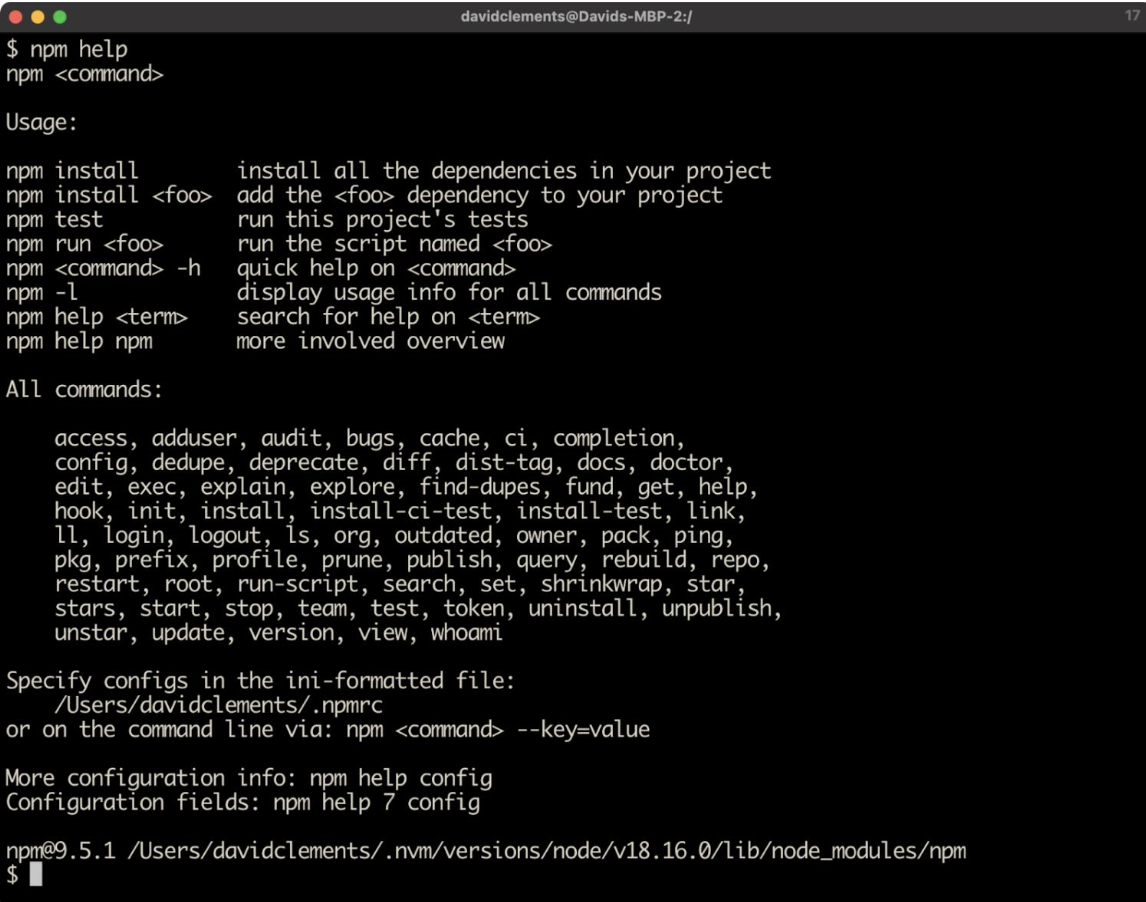 davidclements@Davids-MBP-2:/
17
$ npm help
npm <command>
Usage:
npm install install all the dependencies in your project
npm install <foo> add the <foo> dependency to your project
npm test run this project's tests
npm run <foo> run the script named <foo>
npm <command> -h quick help on <command>
npm -l display usage info for all commands
npm help <term> search for help on <term>
npm help npm more involved overview
All commands:
access, adduser, audit, bugs, cache, ci, completion,
config, dedupe, deprecate, diff, dist-tag, docs, doctor,
edit, exec, explain, explore, find-dupes, fund, get, help,
hook, init, install, install-ci-test, install-test, link,
ll, login, logout, ls, org, outdated, owner, pack, ping,
pkg, prefix, profile, prune, publish, query, rebuild, repo,
restart, root, run-script, search, set, shrinkwrap, star,
stars, start, stop, team, test, token, uninstall, unpublish,
unstar, update, version, view, whoami
Specify configs in the ini-formatted file:
/Users/davidclements/.npmrc
or on the command line via: npm <command> --key=value
More configuration info: npm help config
Configuration fields: npm help 7 config
npm@9.5.1 /Users/davidclements/.nvm/versions/node/v18.16.0/lib/node_modules/npm
$